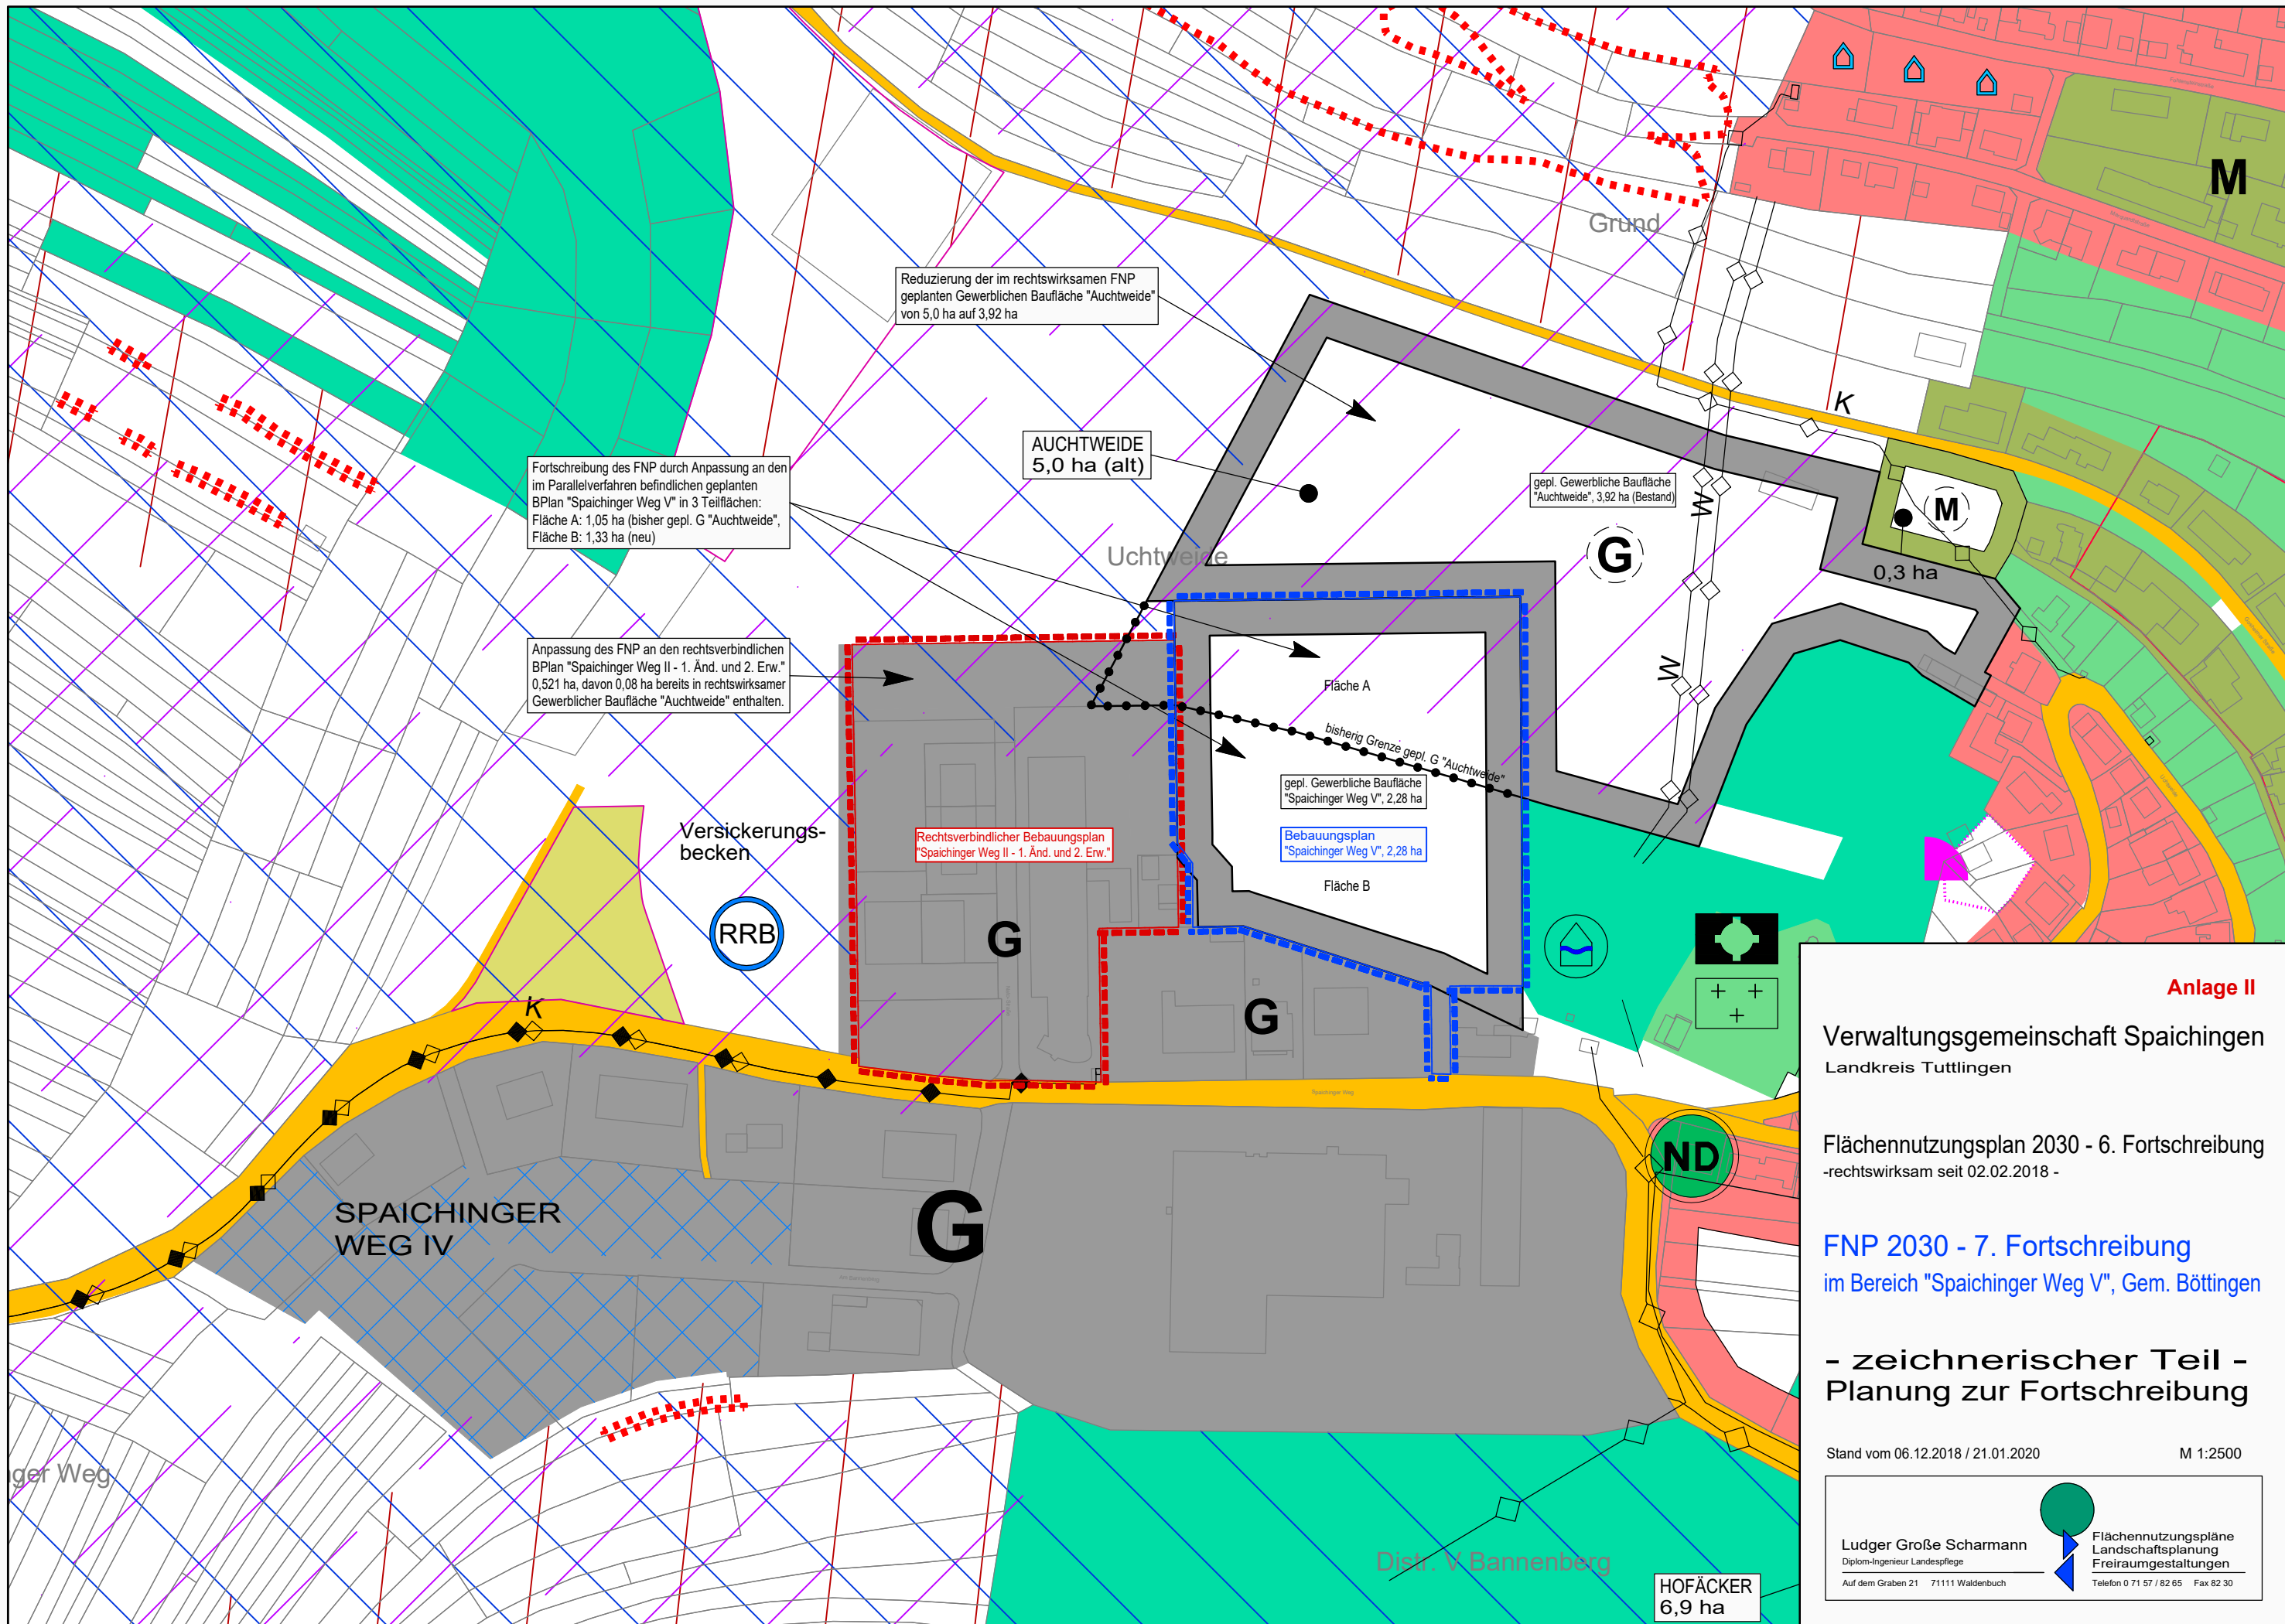 M
Grund
Reduzierung der im rechtswirksamen FNP
geplanten Gewerblichen Baufläche "Auchtweide"
von 5,0 ha auf 3,92 ha
K
AUCHTWEIDE
5,0 ha (alt)
Fortschreibung des FNP durch Anpassung an den
im Parallelverfahren befindlichen geplanten
BPlan "Spaichinger Weg V" in 3 Teilflächen:
Fläche A: 1,05 ha (bisher gepl. G "Auchtweide",
Fläche B: 1,33 ha (neu)
gepl. Gewerbliche Baufläche
"Auchtweide", 3,92 ha (Bestand)
W
M
G
Uchtweide
0,3 ha
Anpassung des FNP an den rechtsverbindlichen
BPlan "Spaichinger Weg II - 1. Änd. und 2. Erw."
0,521 ha, davon 0,08 ha bereits in rechtswirksamer
Gewerblicher Baufläche "Auchtweide" enthalten.
W
Fläche A
bisherig Grenze gepl. G "Auchtweide"
gepl. Gewerbliche Baufläche
"Spaichinger Weg V", 2,28 ha
Versickerungs-
becken
Rechtsverbindlicher Bebauungsplan
"Spaichinger Weg II - 1. Änd. und 2. Erw."
Bebauungsplan
"Spaichinger Weg V", 2,28 ha
Fläche B
RRB
G
G
K
Spaichinger Weg
ND
SPAICHINGER
WEG IV
G
nger Weg
Distr. V Bannenberg
HOFÄCKER
6,9 ha
Anlage II
Verwaltungsgemeinschaft Spaichingen
Landkreis Tuttlingen
Flächennutzungsplan 2030 - 6. Fortschreibung
-rechtswirksam seit 02.02.2018 -
FNP 2030 - 7. Fortschreibung
im Bereich "Spaichinger Weg V", Gem. Böttingen
- zeichnerischer Teil -
Planung zur Fortschreibung
Stand vom 06.12.2018 / 21.01.2020 M 1:2500
Ludger Große Scharmann
Diplom-Ingenieur Landespflege
Auf dem Graben 21 71111 Waldenbuch
Flächennutzungspläne
Landschaftsplanung
Freiraumgestaltungen
Telefon 0 71 57 / 82 65 Fax 82 30